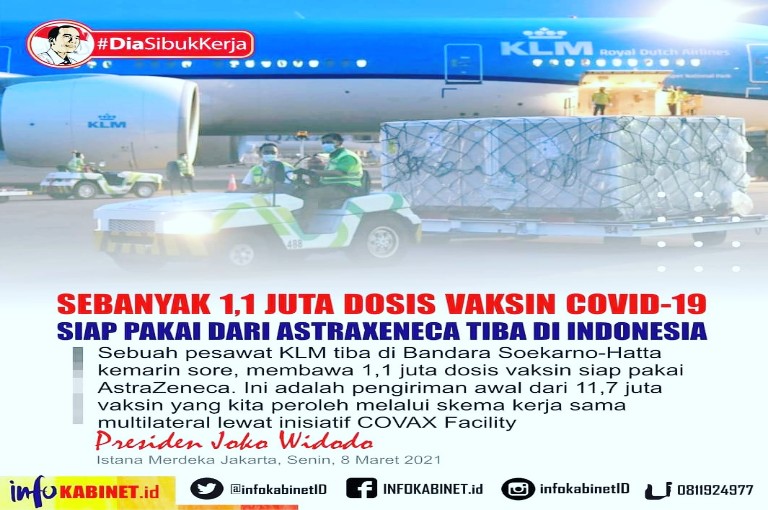 #DiaSibukKerja
KLM Royal Dutch Airlines
KLM
488
SEBANYAK 1,1 JUTA DOSIS VAKSIN COVID-19
SIAP PAKAI DARI ASTRAXENECA TIBA DI INDONESIA
Sebuah pesawat KLM tiba di Bandara Soekarno-Hatta
kemarin sore, membawa 1,1 juta dosis vaksin siap pakai
AstraZeneca. Ini adalah pengiriman awal dari 11,7 juta
vaksin yang kita peroleh melalui skema kerja sama
multilateral lewat inisiatif COVAX Facility
Presiden Joko Widodo
Istana Merdeka Jakarta, Senin, 8 Maret 2021
info KABINET.id @infokabinetID INFOKABINET.id infokabinetID 0811924977